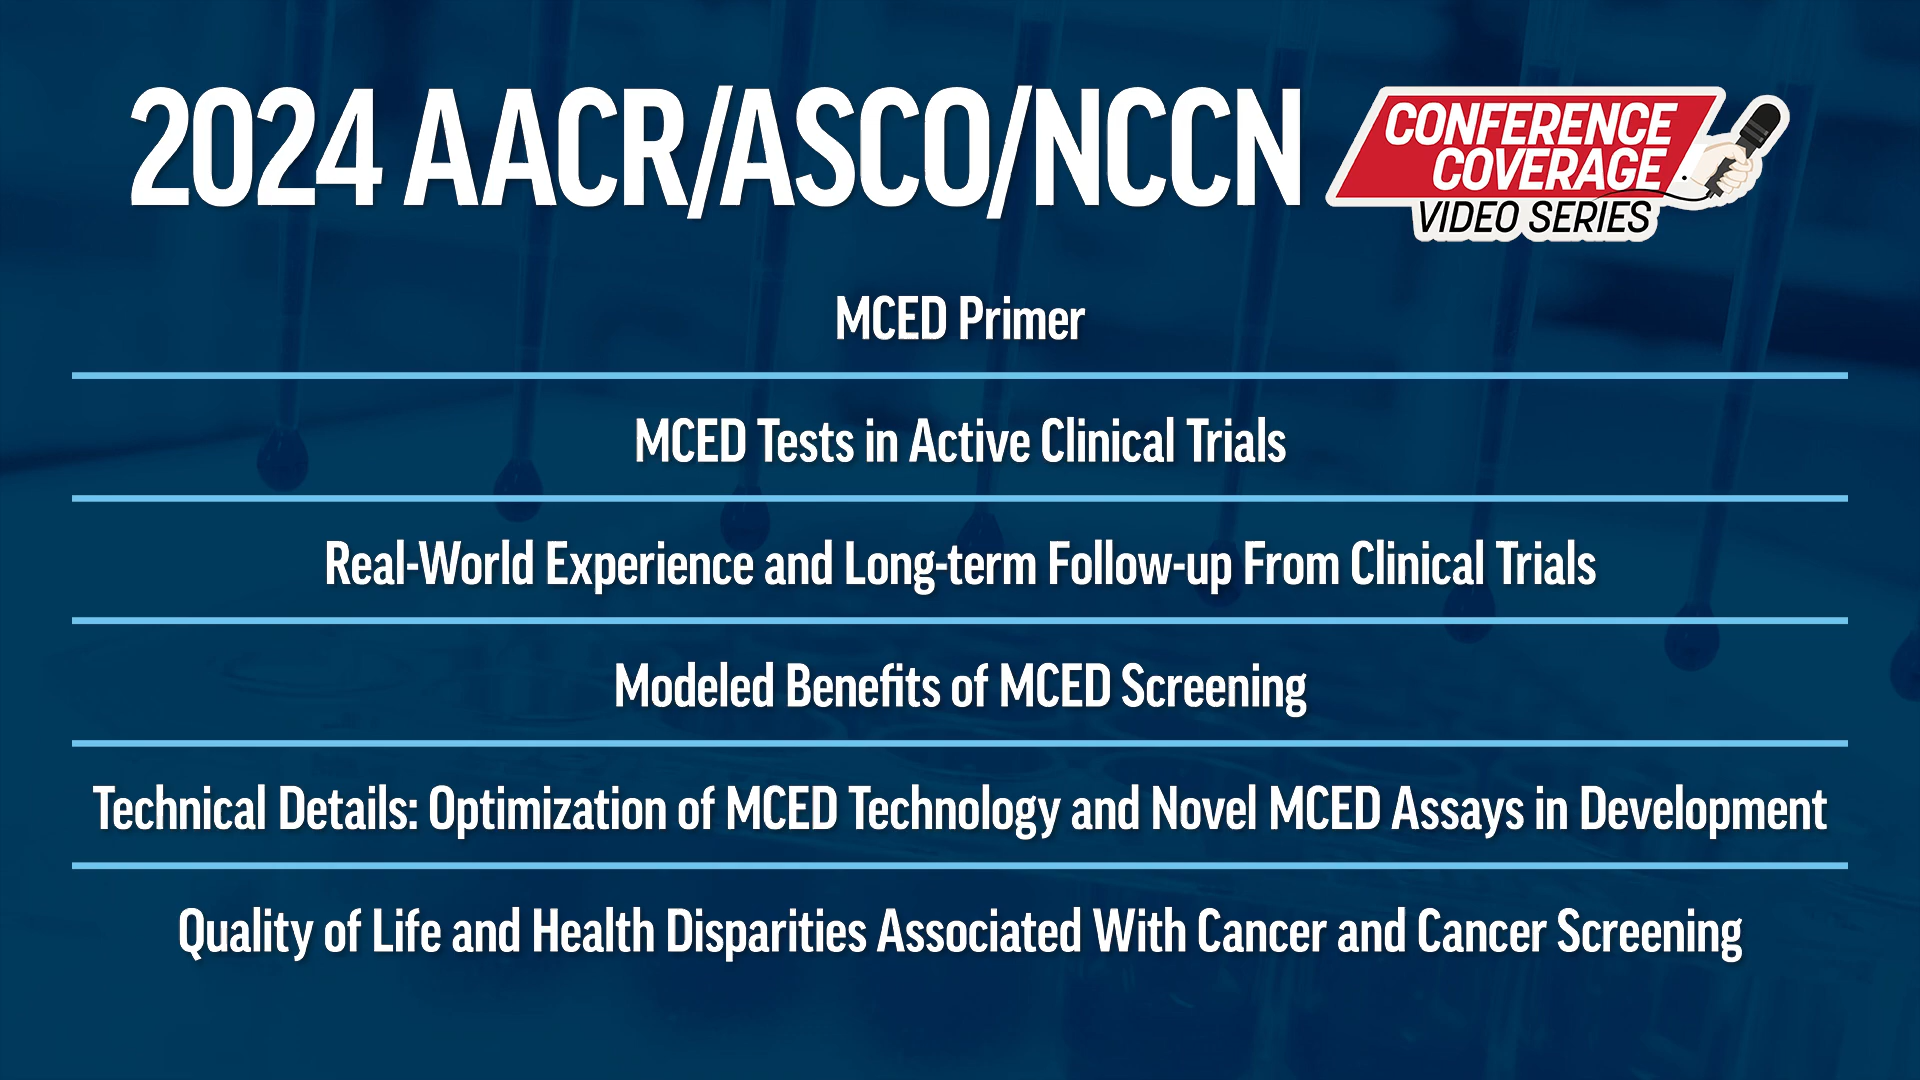 2024 AACR/ASCO/NCCN
CONFERENCE
COVERAGE
VIDEO SERIES
MCED Primer
MCED Tests in Active Clinical Trials
Real-World Experience and Long-term Follow-up From Clinical Trials
Modeled Benefits of MCED Screening
Technical Details: Optimization of MCED Technology and Novel MCED Assays in Development
Quality of Life and Health Disparities Associated With Cancer and Cancer Screening